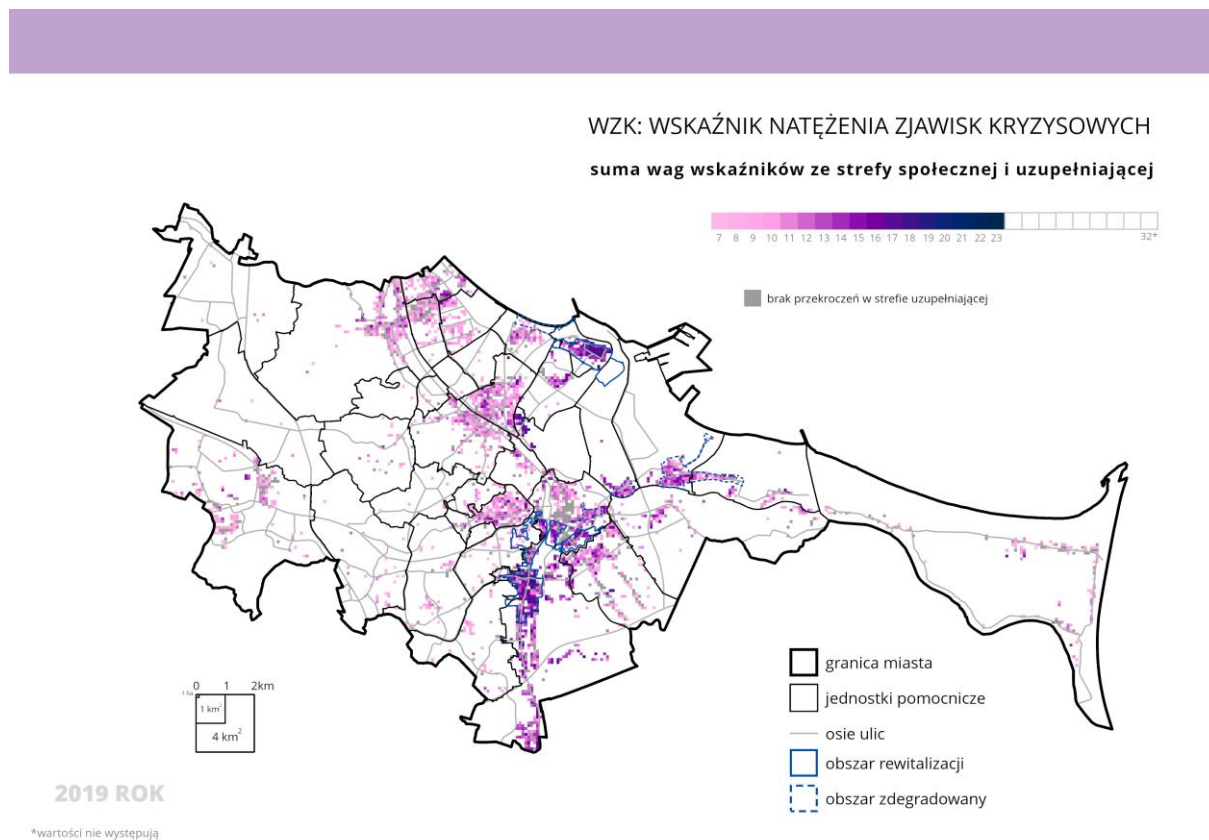 WZK: WSKAŹNIK NATĘŻENIA ZJAWISK KRYZYSOWYCH
suma wag wskaźników ze strefy społecznej i uzupełniającej
7 8 9 10 11 12 13 14 15 16 17 18 19 20 21 22 23 32*
brak przekroczeń w strefie uzupełniającej
granica miasta
jednostki pomocnicze
osie ulic
obszar rewitalizacji
obszar zdegradowany
0 1 2km
1 ha
1 km²
4 km²
2019 ROK
*wartości nie występują